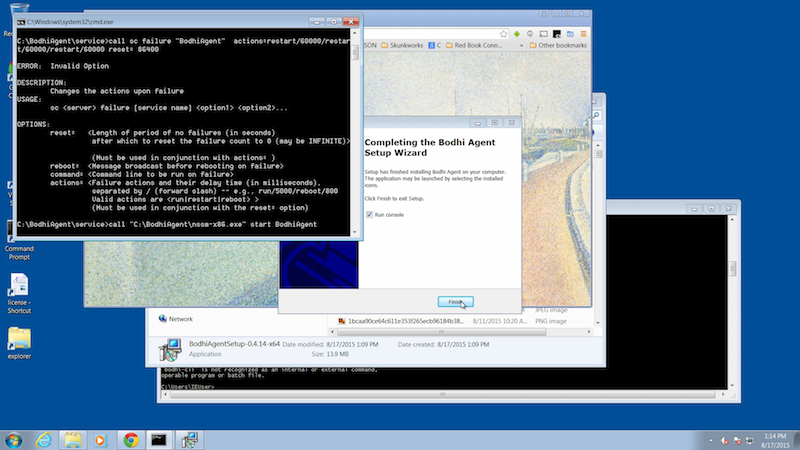 C:\Windows\system32\cmd.exe
C:\BodhiAgent\service>call sc failure "BodhiAgent"  actions=restart/60000/restar
t/60000/restart/60000 reset= 86400
ERROR:  Invalid Option
DESCRIPTION:
Changes the actions upon failure
USAGE:
sc <server> failure [service name] <option1> <option2>...
OPTIONS:
reset=   <Length of period of no failures (in seconds)
after which to reset the failure count to 0 (may be INFINITE)>
(Must be used in conjunction with actions= )
reboot=  <Message broadcast before rebooting on failure>
command= <Command line to be run on failure>
actions= <Failure actions and their delay time (in milliseconds),
separated by / (forward slash) -- e.g., run/5000/reboot/800
Valid actions are <run|restart|reboot> >
(Must be used in conjunction with the reset= option)
C:\BodhiAgent\service>call "C:\BodhiAgent\nssm-x86.exe" start BodhiAgent
SON
Skunkworks
C
Red Book Conn...
»
Other bookmarks
Completing the Bodhi Agent
Setup Wizard
Setup has finished installing Bodhi Agent on your computer.
The application may be launched by selecting the installed
icons.
Click Finish to exit Setup.
Run console
Finish
Command
Prompt
license -
Shortcut
explorer
Network
JPEG image
1bcaa90ce64c611e353f265ecb96184b38...
8/11/2015 10:20 A...
PNG image
BodhiAgentSetup-0.4.14-x64
Date modified: 8/17/2015 1:09 PM
Date created: 8/17/2015 1:09 PM
Application
Size: 13.9 MB
'bodhi-cli' is not recognized as an internal or external command,
operable program or batch file.
C:\Users\IEUser>
1:14 PM
8/17/2015